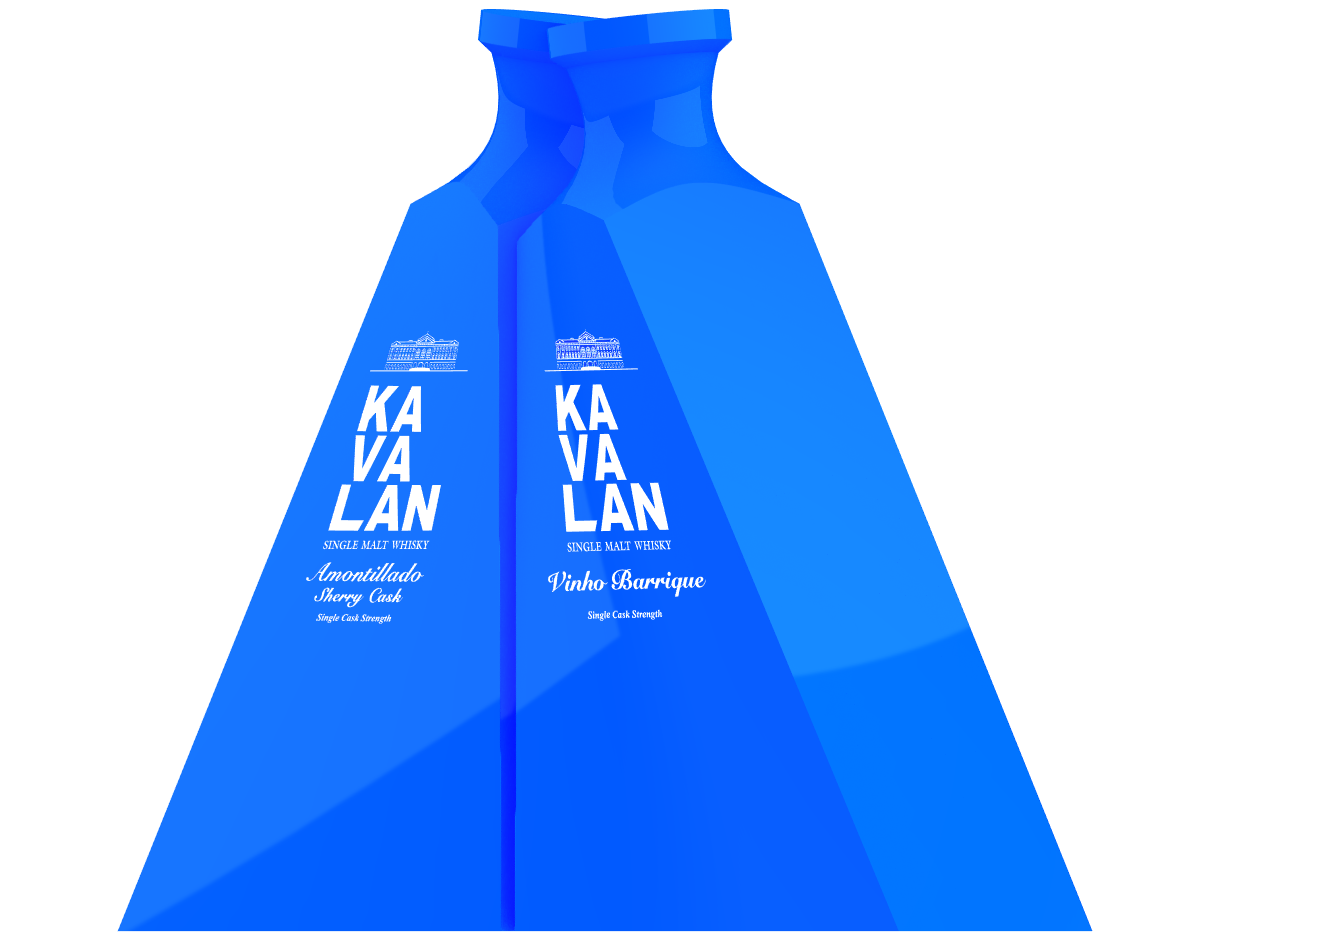 KA
VA
LAN
SINGLE MALT WHISKY
Amontillado
Sherry Cask
Single Cask Strength
KA
VA
LAN
SINGLE MALT WHISKY
Vinho Barrique
Single Cask Strength